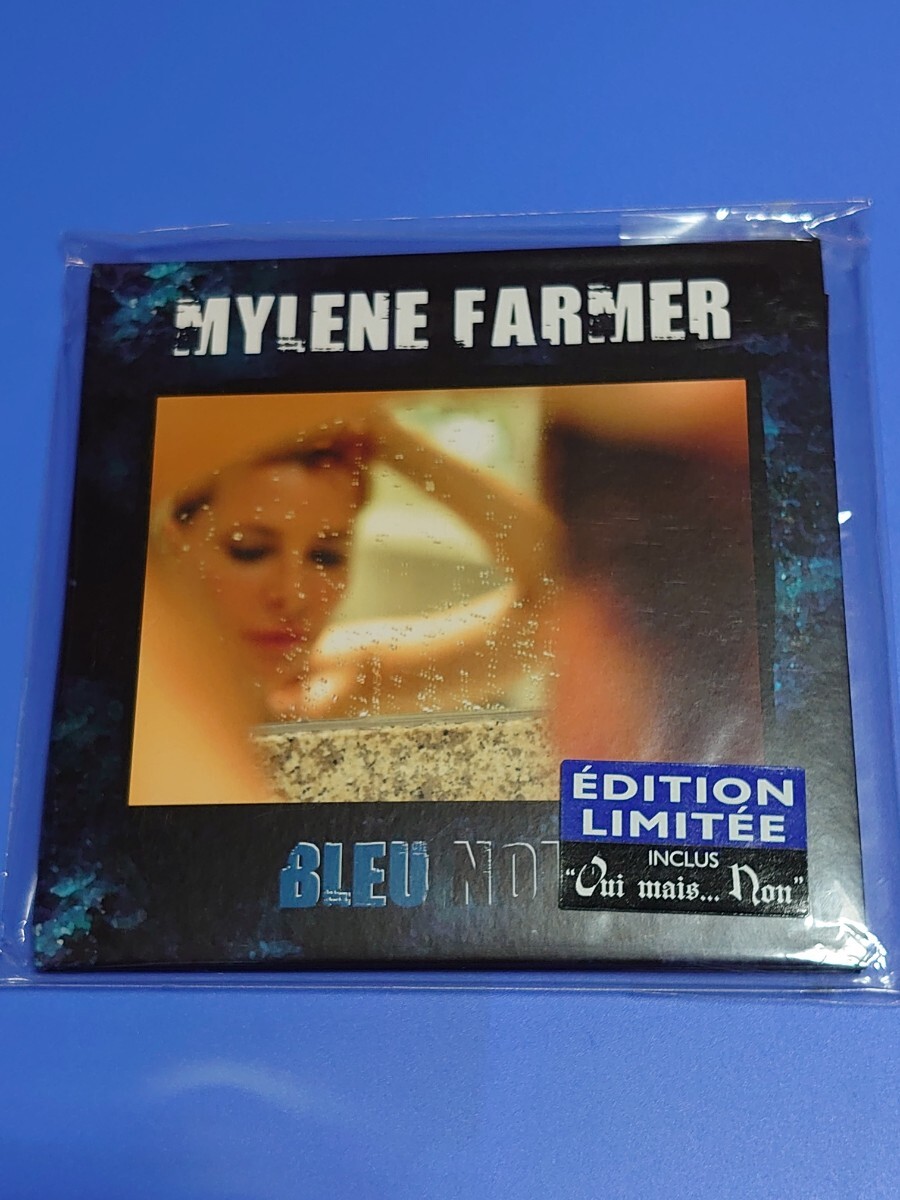 MYLENE FARMER
BLEU
ÉDITION
LIMITÉE
INCLUS
"Oui mais... Non"